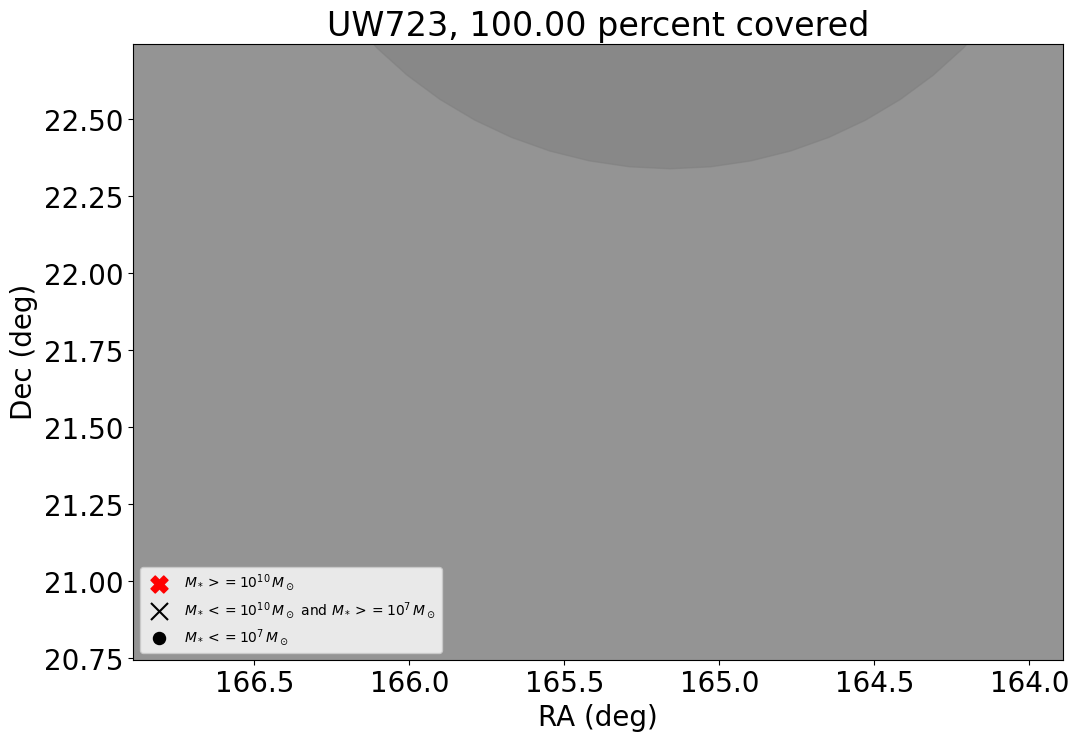 UW723, 100.00 percent covered
22.50
22.25
22.00
21.75
21.50
21.25
21.00
20.75
Dec (deg)
M* >= 10^10 M⊙
M* <= 10^10 M⊙ and M* >= 10^7 M⊙
M* <= 10^7 M⊙
166.5 166.0 165.5 165.0 164.5 164.0
RA (deg)